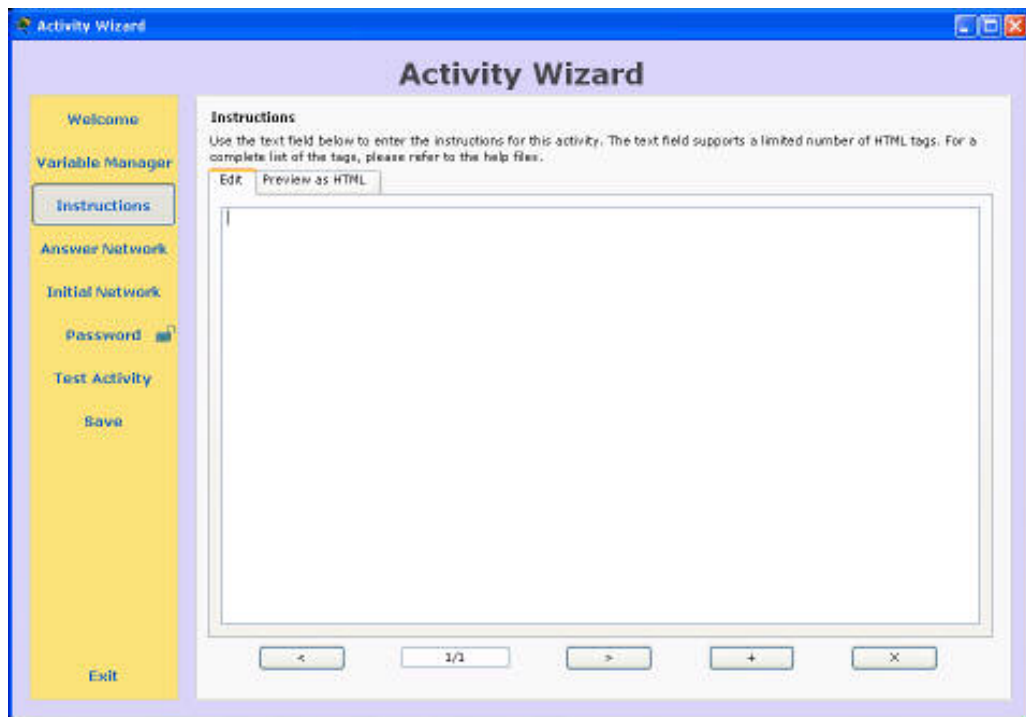 Activity Wizard
Activity Wizard
Welcome
Variable Manager
Instructions
Answer Network
Initial Network
Password
Test Activity
Save
Exit
Instructions
Use the text field below to enter the instructions for this activity. The text field supports a limited number of HTML tags. For a
complete list of the tags, please refer to the help files.
Edit Preview as HTML
< 1/1 > + X